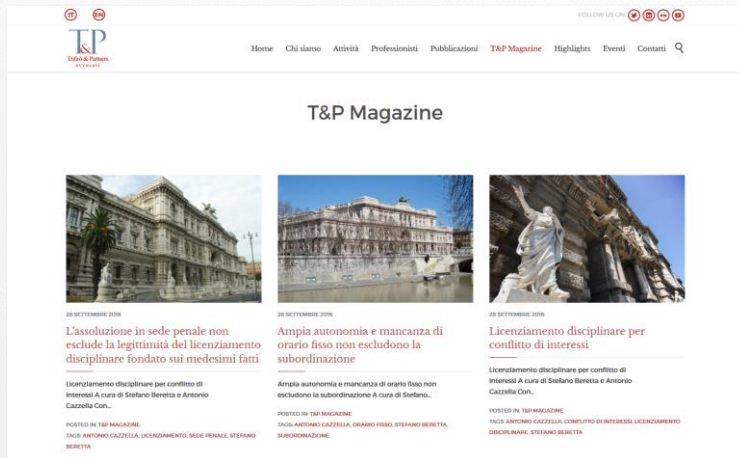 IT EN FOLLOW US ON:
T&P
Trifirò & Partners
AVVOCATI
Home Chi siamo Attività Professionisti Pubblicazioni T&P Magazine Highlights Eventi Contatti
T&P Magazine
28 SETTEMBRE 2016
L'assoluzione in sede penale non
esclude la legittimità del licenziamento
disciplinare fondato sui medesimi fatti
Licenziamento disciplinare per conflitto di
interessi A cura di Stefano Beretta e Antonio
Cazzella Con...
POSTED IN: T&P MAGAZINE
TAGS: ANTONIO CAZZELLA, LICENZIAMENTO, SEDE PENALE, STEFANO
BERETTA
28 SETTEMBRE 2016
Ampia autonomia e mancanza di
orario fisso non escludono la
subordinazione
Ampia autonomia e mancanza di orario fisso non
escludono la subordinazione A cura di Stefano...
POSTED IN: T&P MAGAZINE
TAGS: ANTONIO CAZZELLA, ORARIO FISSO, STEFANO BERETTA,
SUBORDINAZIONE
28 SETTEMBRE 2016
Licenziamento disciplinare per
conflitto di interessi
Licenziamento disciplinare per conflitto di
interessi A cura di Stefano Beretta e Antonio
Cazzella Con...
POSTED IN: T&P MAGAZINE
TAGS: ANTONIO CAZZELLA, CONFLITTO DI INTERESSI, LICENZIAMENTO
DISCIPLINARE, STEFANO BERETTA